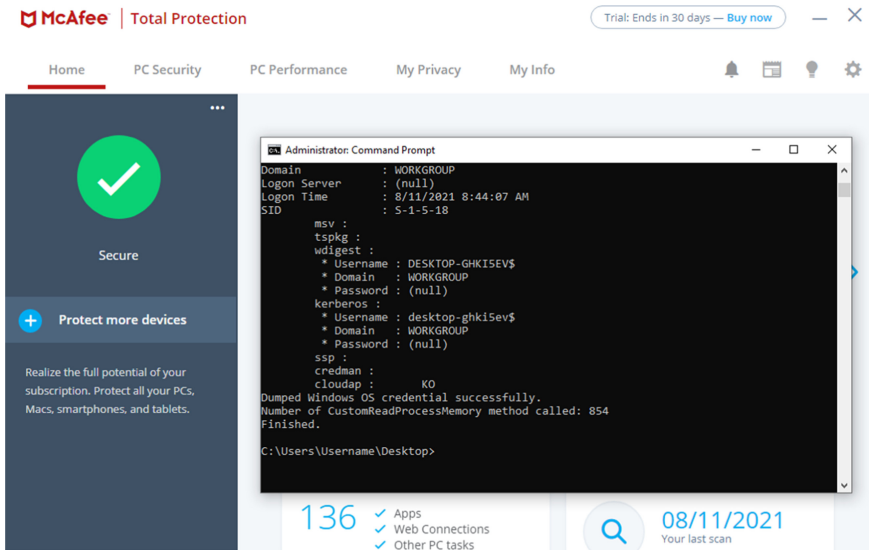 McAfee | Total Protection
Trial: Ends in 30 days — Buy now
Home PC Security PC Performance My Privacy My Info
Secure
Protect more devices
Realize the full potential of your
subscription. Protect all your PCs,
Macs, smartphones, and tablets.
Administrator: Command Prompt
Domain : WORKGROUP
Logon Server : (null)
Logon Time : 8/11/2021 8:44:07 AM
SID : S-1-5-18
msv :
tspkg :
wdigest :
* Username : DESKTOP-GHKI5EV$
* Domain : WORKGROUP
* Password : (null)
kerberos :
* Username : desktop-ghki5ev$
* Domain : WORKGROUP
* Password : (null)
ssp :
credman :
cloudap : KO
Dumped Windows OS credential successfully.
Number of CustomReadProcessMemory method called: 854
Finished.
C:\Users\Username\Desktop>
136
Apps
Web Connections
Other PC tasks
08/11/2021
Your last scan